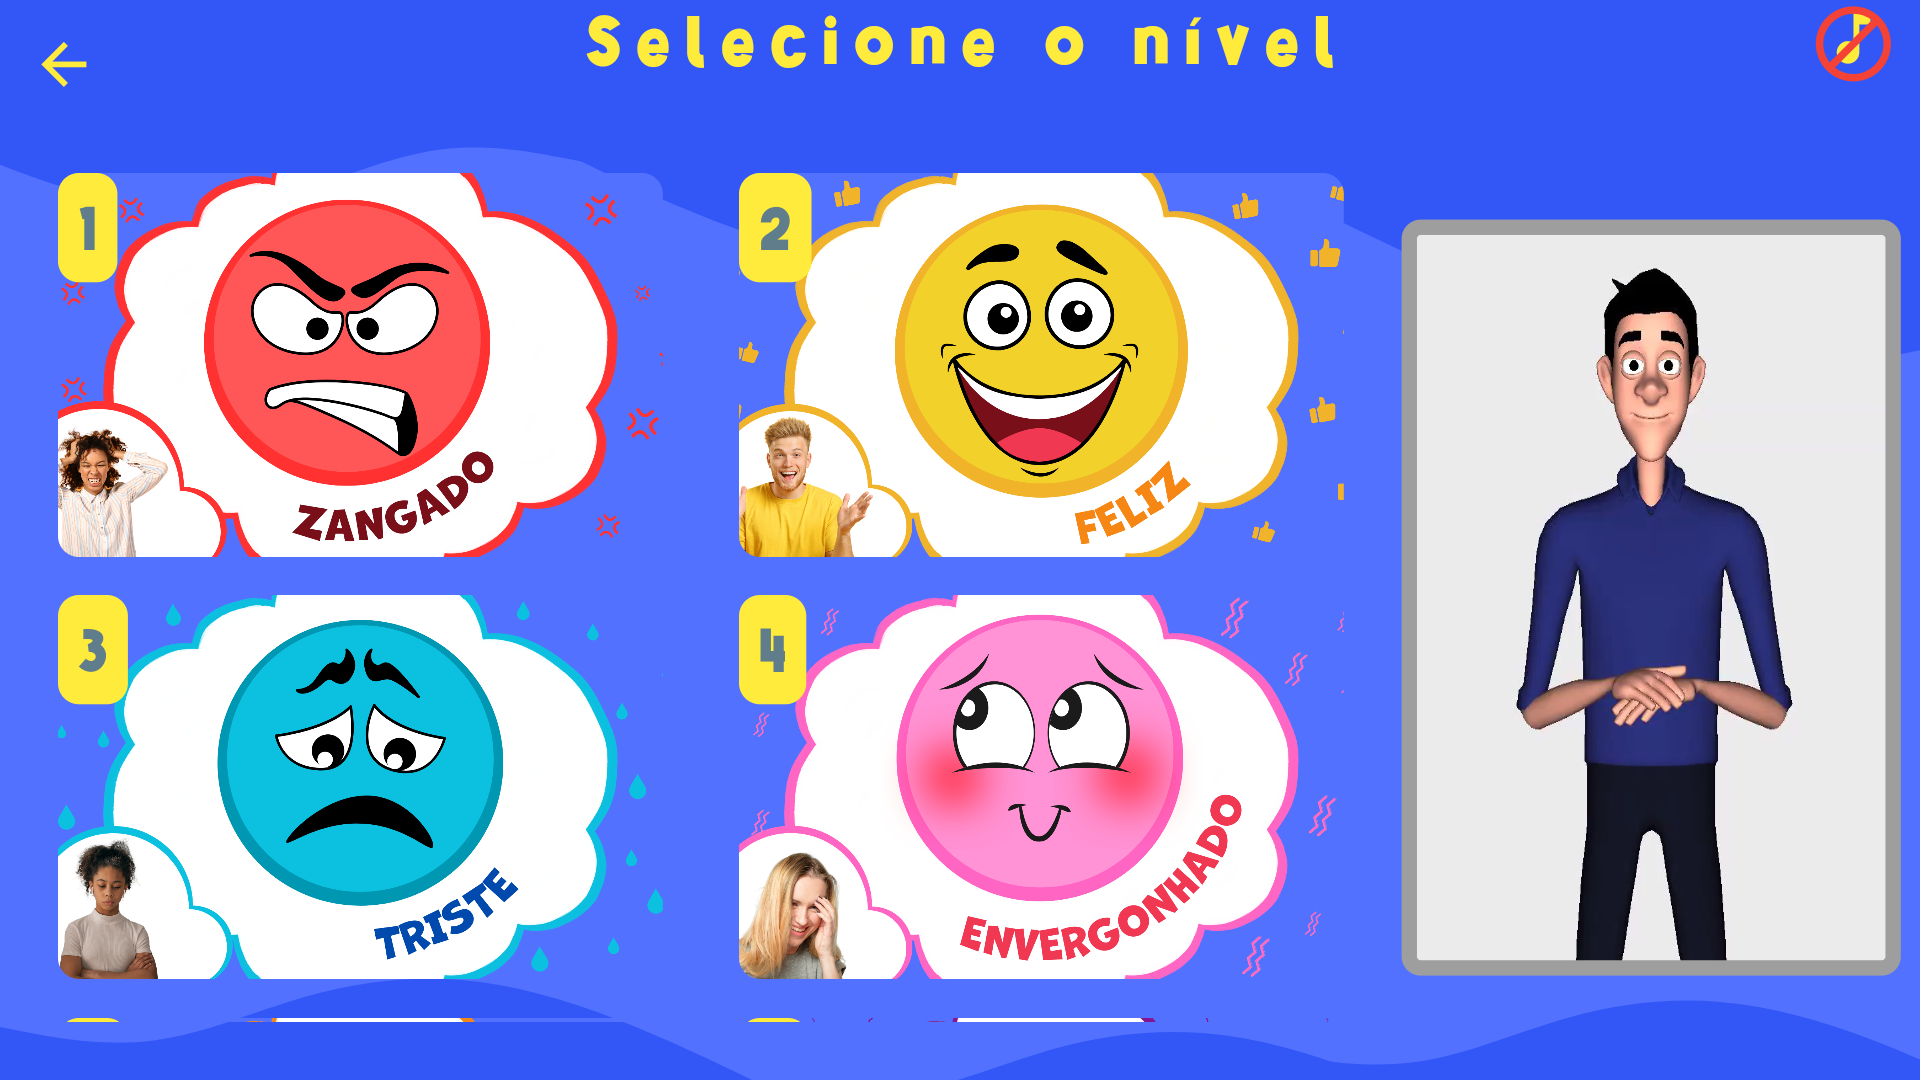 Selecione o nível
1
ZANGADO
2
FELIZ
3
TRISTE
4
ENVERGONHADO